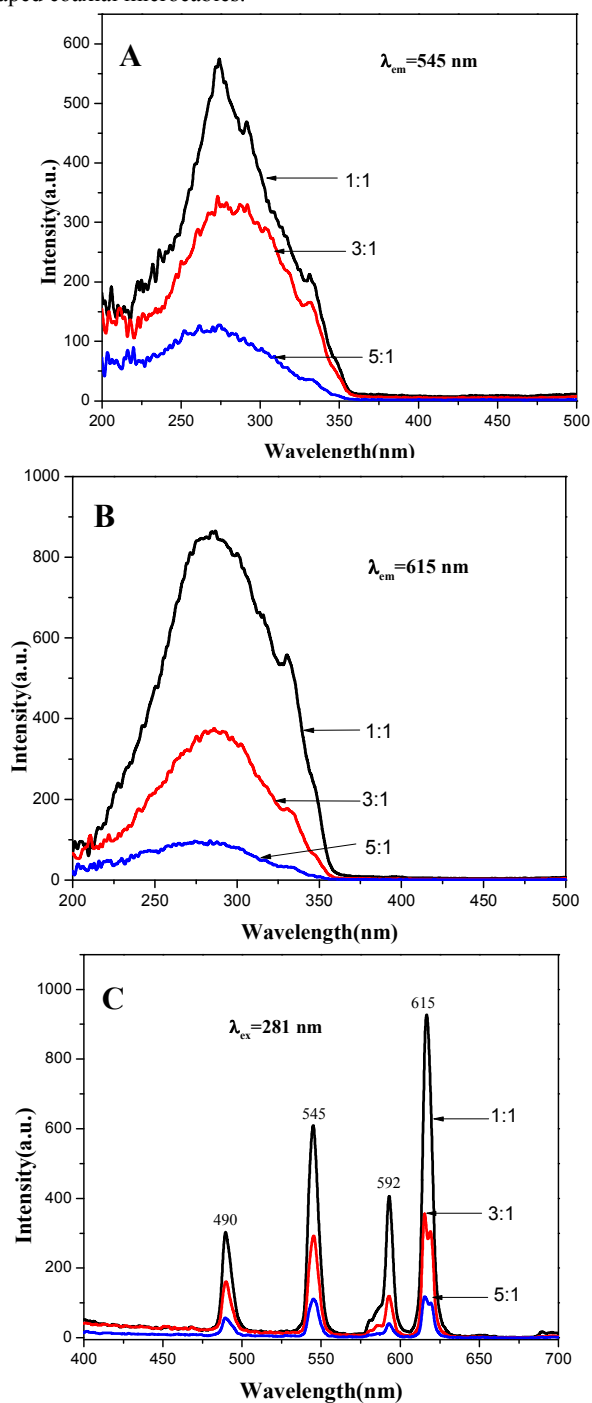 aped coaxial microcables.
A
λem=545 nm
600
500
400
300
200
100
0
1:1
3:1
5:1
200 250 300 350 400 450 500
Intensity(a.u.)
Wavelength(nm)
B
λem=615 nm
1000
800
600
400
200
0
1:1
3:1
5:1
200 250 300 350 400 450 500
Intensity(a.u.)
Wavelength(nm)
C
λex=281 nm
1000
800
600
400
200
0
490
545
592
615
1:1
3:1
5:1
400 450 500 550 600 650 700
Intensity(a.u.)
Wavelength(nm)